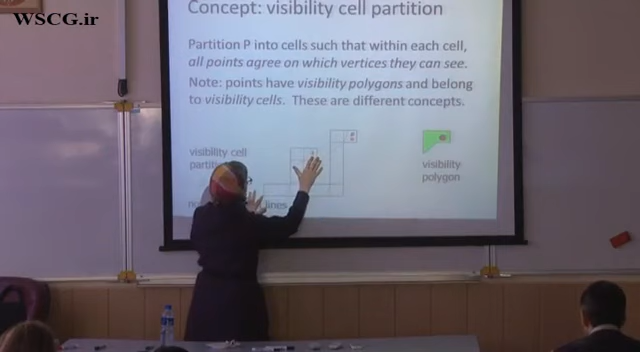 WSCG.ir
Concept: visibility cell partition
Partition P into cells such that within each cell,
all points agree on which vertices they can see.
Note: points have visibility polygons and belong
to visibility cells.  These are different concepts.
visibility cell
visibility
polygon
lines